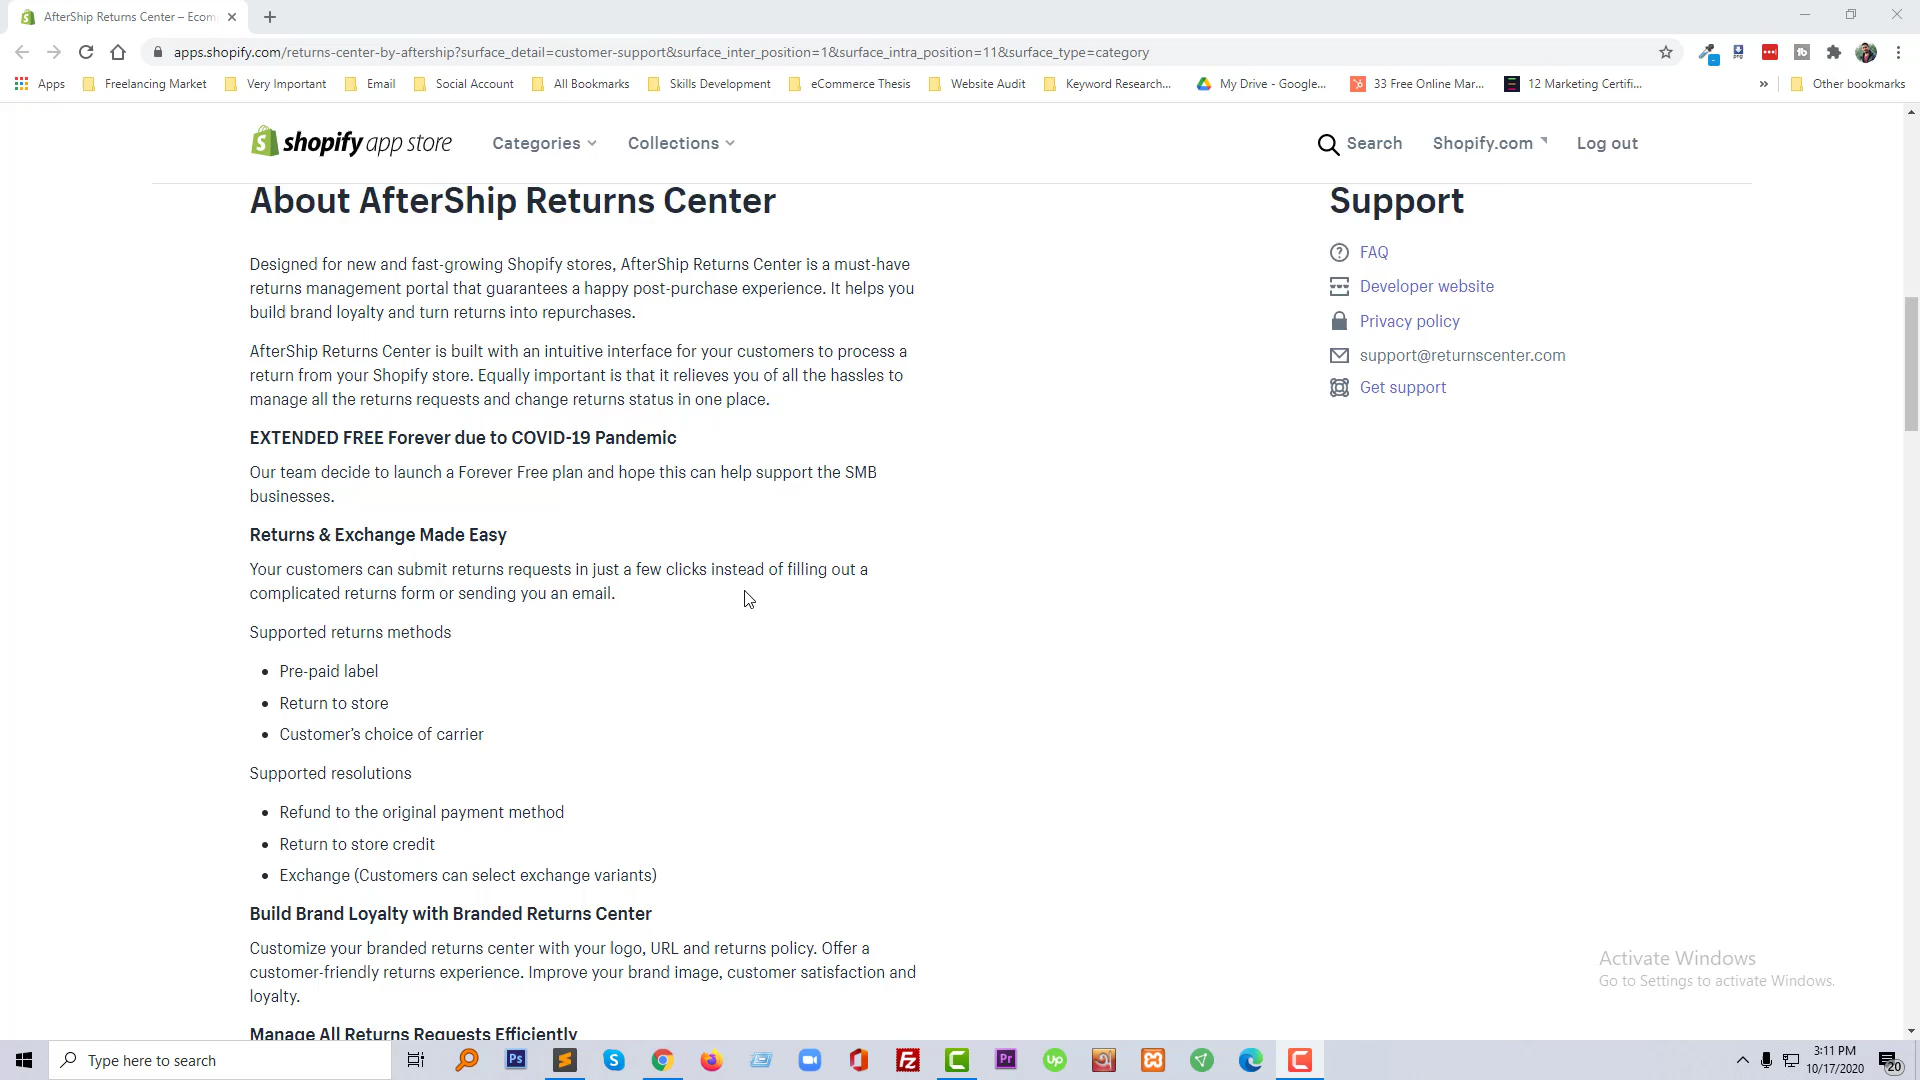 AfterShip Returns Center – Ecom
apps.shopify.com/returns-center-by-aftership?surface_detail=customer-support&surface_inter_position=1&surface_intra_position=11&surface_type=category
Apps
Freelancing Market
Very Important
Email
Social Account
All Bookmarks
Skills Development
eCommerce Thesis
Website Audit
Keyword Research...
My Drive - Google...
33 Free Online Mar...
12 Marketing Certifi...
»
Other bookmarks
shopify app store
Categories
Collections
Search
Shopify.com
Log out
About AfterShip Returns Center
Designed for new and fast-growing Shopify stores, AfterShip Returns Center is a must-have
returns management portal that guarantees a happy post-purchase experience. It helps you
build brand loyalty and turn returns into repurchases.
AfterShip Returns Center is built with an intuitive interface for your customers to process a
return from your Shopify store. Equally important is that it relieves you of all the hassles to
manage all the returns requests and change returns status in one place.
EXTENDED FREE Forever due to COVID-19 Pandemic
Our team decide to launch a Forever Free plan and hope this can help support the SMB
businesses.
Returns & Exchange Made Easy
Your customers can submit returns requests in just a few clicks instead of filling out a
complicated returns form or sending you an email.
Supported returns methods
• Pre-paid label
• Return to store
• Customer's choice of carrier
Supported resolutions
• Refund to the original payment method
• Return to store credit
• Exchange (Customers can select exchange variants)
Build Brand Loyalty with Branded Returns Center
Customize your branded returns center with your logo, URL and returns policy. Offer a
customer-friendly returns experience. Improve your brand image, customer satisfaction and
loyalty.
Manage All Returns Requests Efficiently
Support
FAQ
Developer website
Privacy policy
support@returnscenter.com
Get support
Activate Windows
Go to Settings to activate Windows.
Type here to search
Ps
Pr
up
3:11 PM
10/17/2020
20